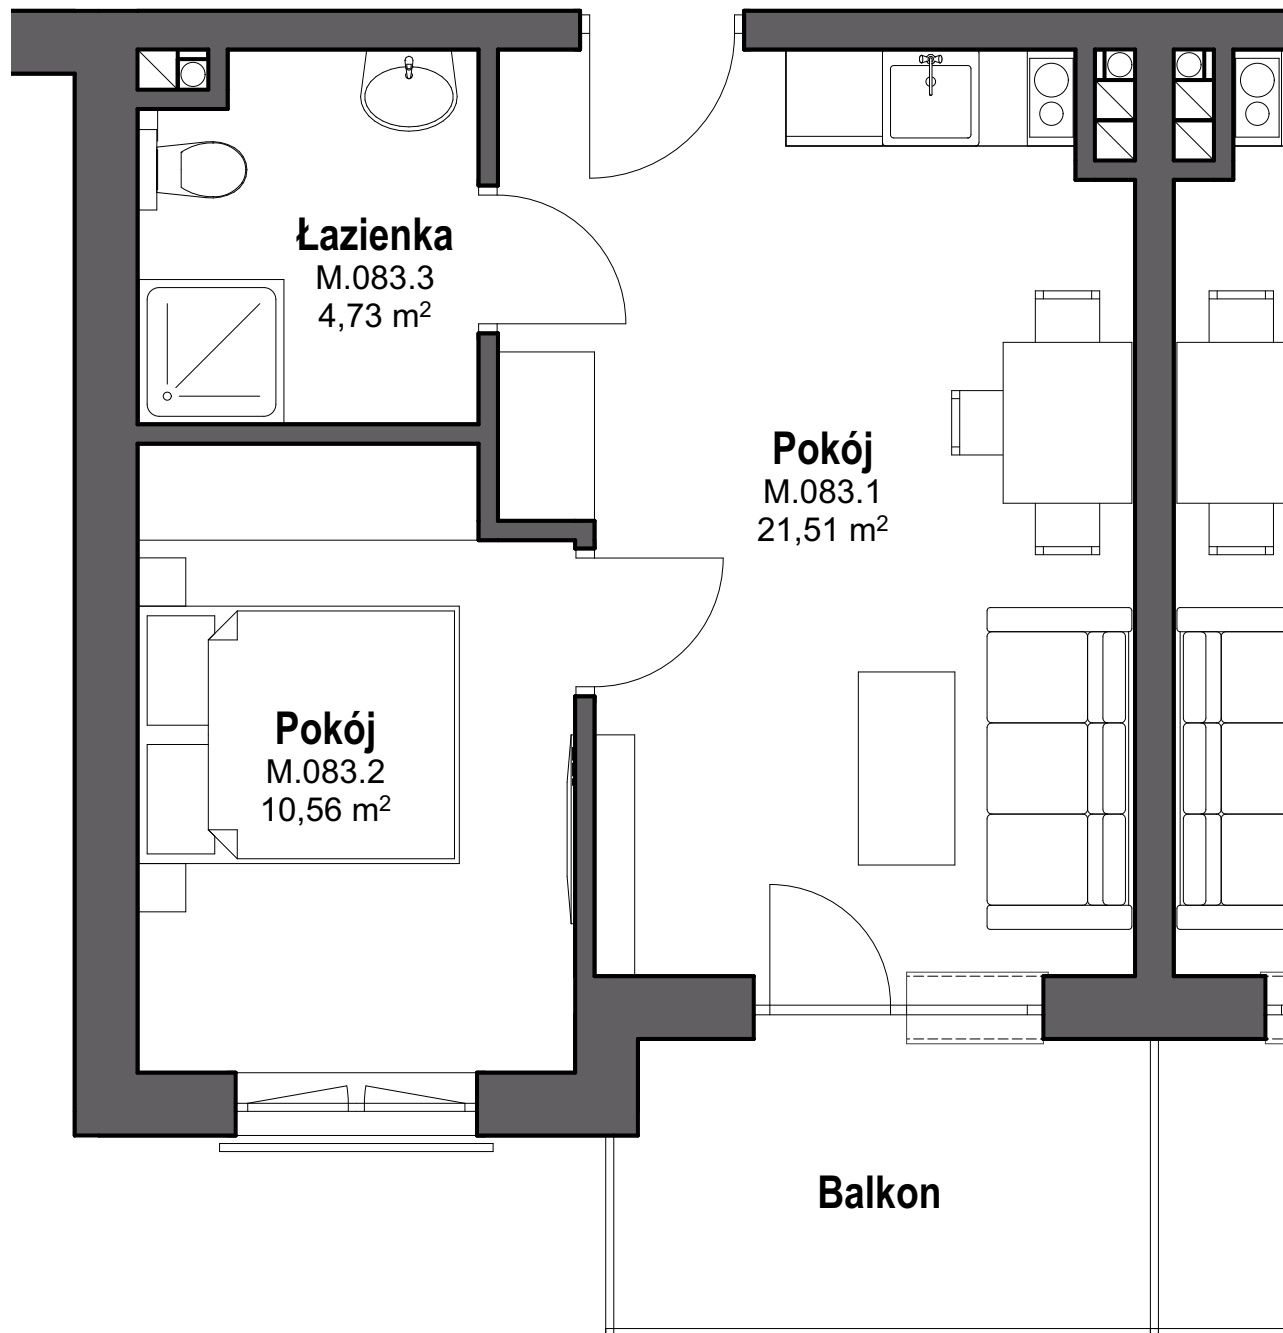 Łazienka
M.083.3
4,73 m²
Pokój
M.083.1
21,51 m²
Pokój
M.083.2
10,56 m²
Balkon